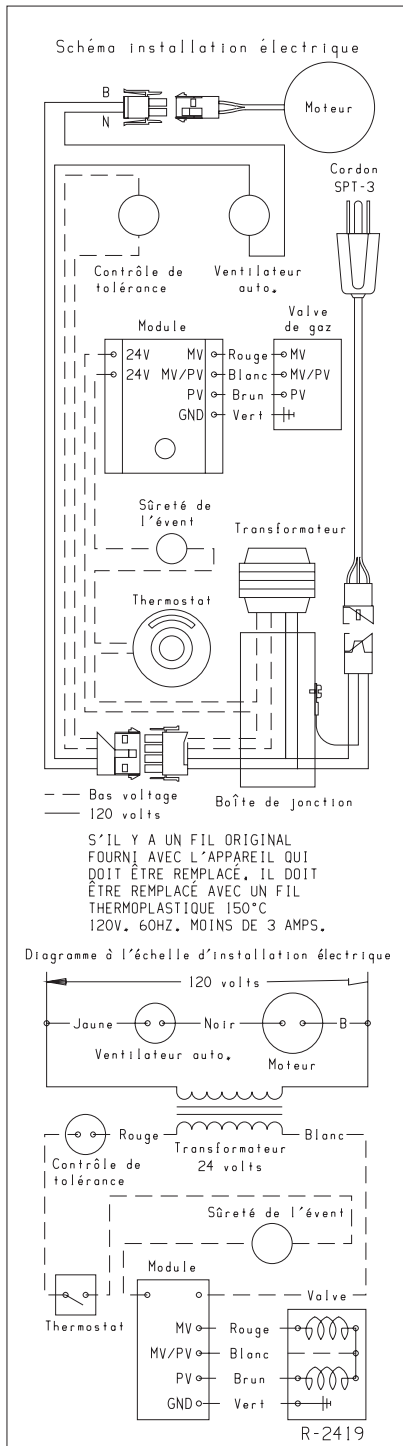 Schéma installation électrique
B
N
Moteur
Cordon
SPT-3
Contrôle de
tolérance
Ventilateur
auto.
Module
Valve
de gaz
24V MV Rouge MV
24V MV/PV Blanc MV/PV
PV Brun PV
GND Vert
Sûreté de
l'évent
Transformateur
Thermostat
Bas voltage
120 volts
Boîte de jonction
S'IL Y A UN FIL ORIGINAL
FOURNI AVEC L'APPAREIL QUI
DOIT ÊTRE REMPLACÉ, IL DOIT
ÊTRE REMPLACÉ AVEC UN FIL
THERMOPLASTIQUE 150°C
120V. 60HZ. MOINS DE 3 AMPS.
Diagramme à l'échelle d'installation électrique
120 volts
Jaune Noir B
Ventilateur auto. Moteur
Rouge Transformateur Blanc
24 volts
Contrôle de
tolérance
Sûreté de l'évent
Module
Valve
Thermostat
MV Rouge
MV/PV Blanc
PV Brun
GND Vert
R-2419